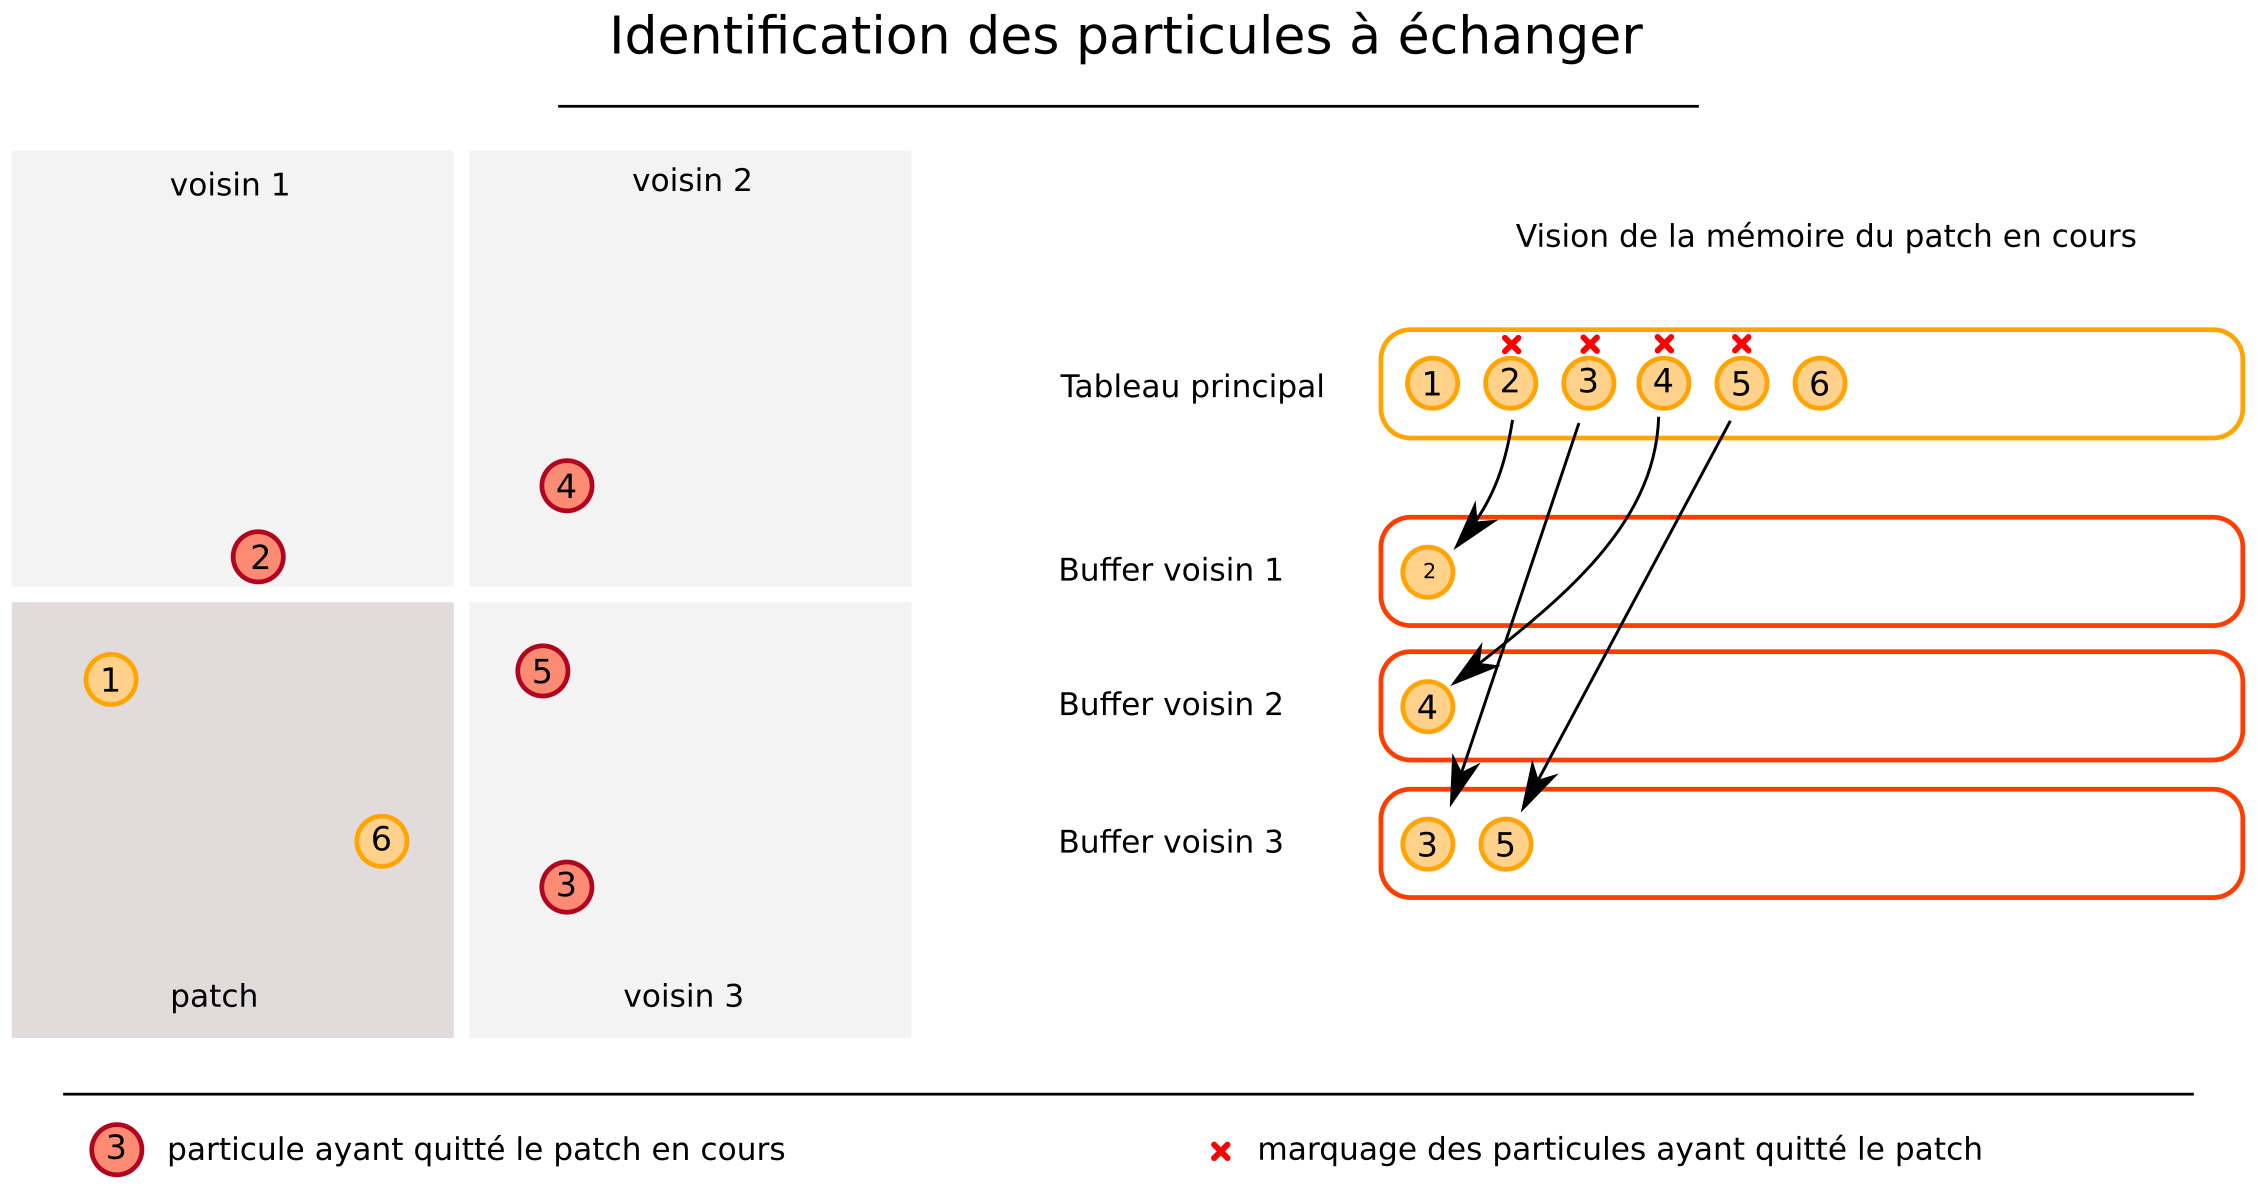 Identification des particules à échanger
voisin 1
voisin 2
4
2
1
5
6
3
patch
voisin 3
Vision de la mémoire du patch en cours
Tableau principal
1 2 3 4 5 6
Buffer voisin 1
2
Buffer voisin 2
4
Buffer voisin 3
3 5
3 particule ayant quitté le patch en cours
marquage des particules ayant quitté le patch